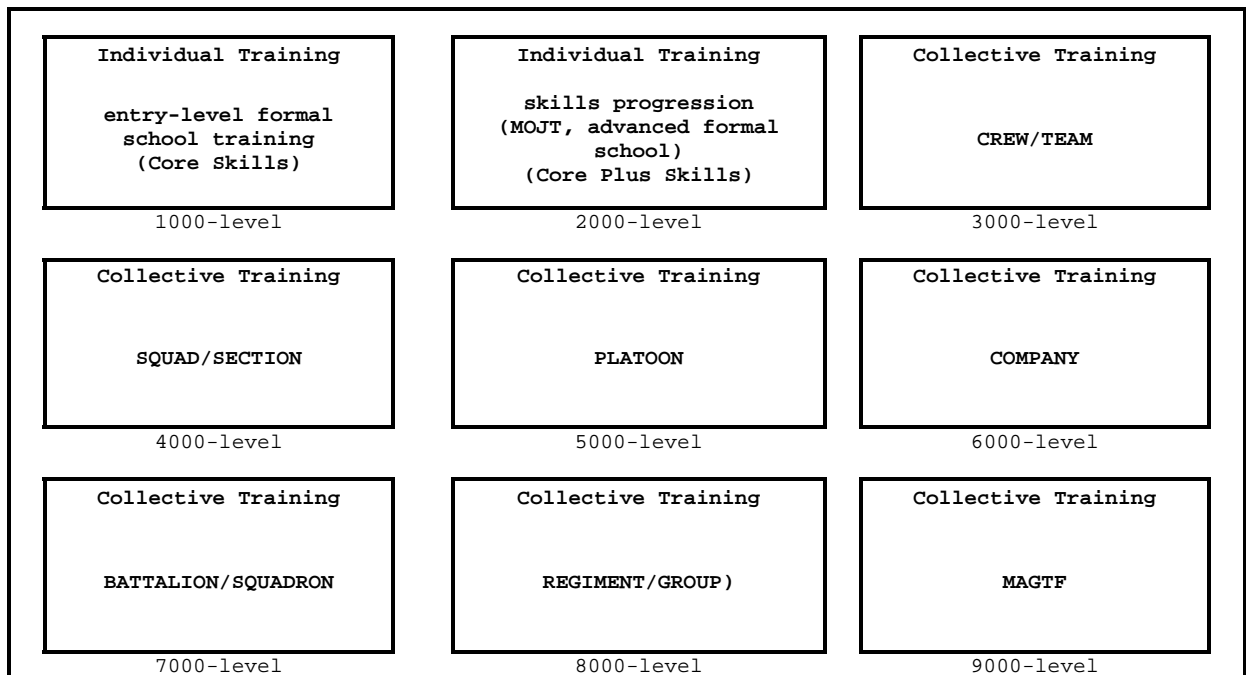 Individual Training
entry-level formal
school training
(Core Skills)
1000-level
Individual Training
skills progression
(MOJT, advanced formal
school)
(Core Plus Skills)
2000-level
Collective Training
CREW/TEAM
3000-level
Collective Training
SQUAD/SECTION
4000-level
Collective Training
PLATOON
5000-level
Collective Training
COMPANY
6000-level
Collective Training
BATTALION/SQUADRON
7000-level
Collective Training
REGIMENT/GROUP)
8000-level
Collective Training
MAGTF
9000-level